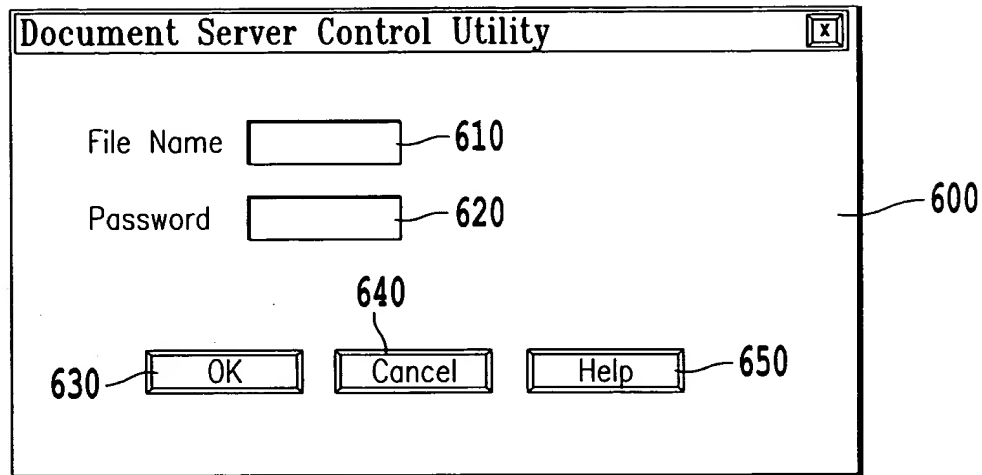 Document Server Control Utility x
File Name 610
Password 620
600
640
630 OK Cancel Help 650